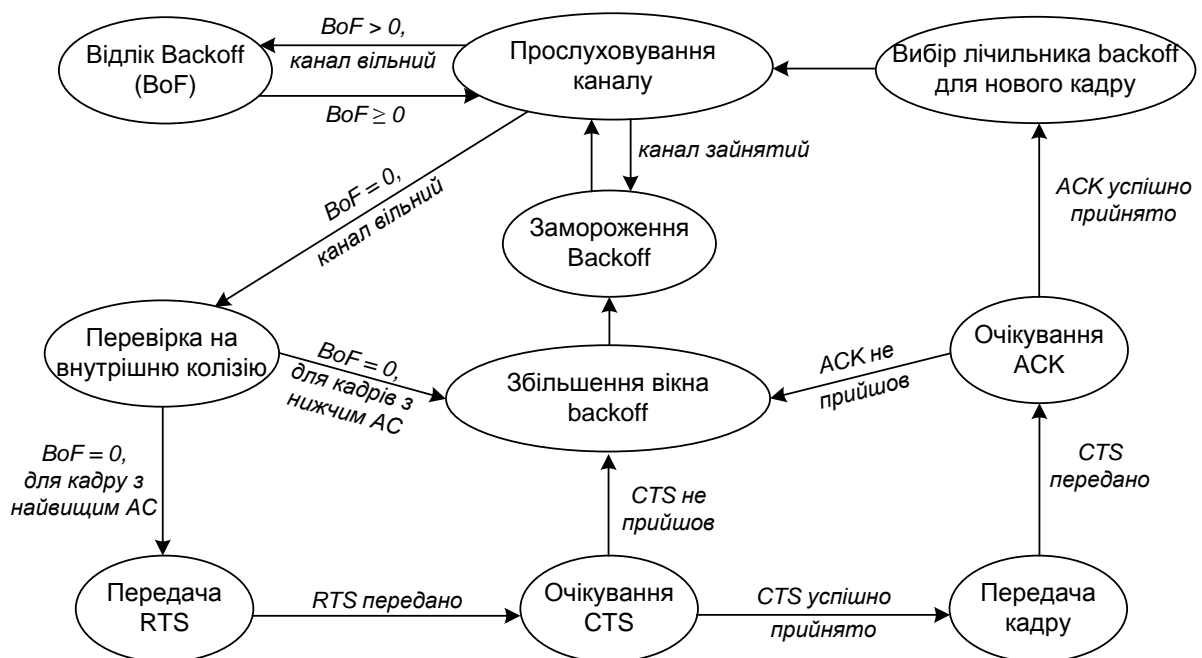 BoF > 0,
канал вільний
Відлік Backoff
(BoF)
BoF ≥ 0
Прослуховування
каналу
Вибір лічильника backoff
для нового кадру
канал зайнятий
BoF = 0,
канал вільний
ACK успішно
прийнято
Замороження
Backoff
Перевірка на
внутрішню колізію
BoF = 0,
для кадрів з
нижчим АС
Збільшення вікна
backoff
ACK не
прийшов
Очікування
ACK
BoF = 0,
для кадру з
найвищим АС
CTS не
прийшов
CTS
передано
Передача
RTS
RTS передано
Очікування
CTS
CTS успішно
прийнято
Передача
кадру